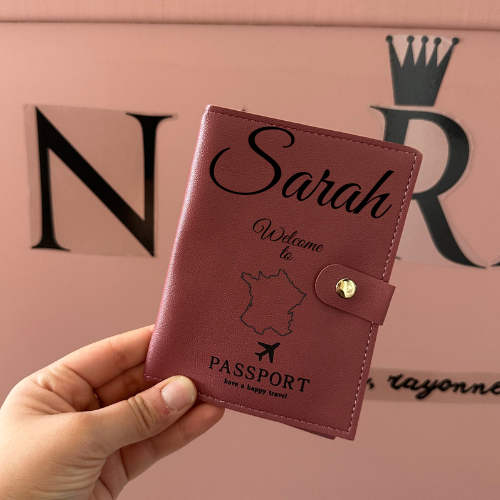 N R
Sarah
Welcome
to
PASSPORT
have a happy travel
, rayonne